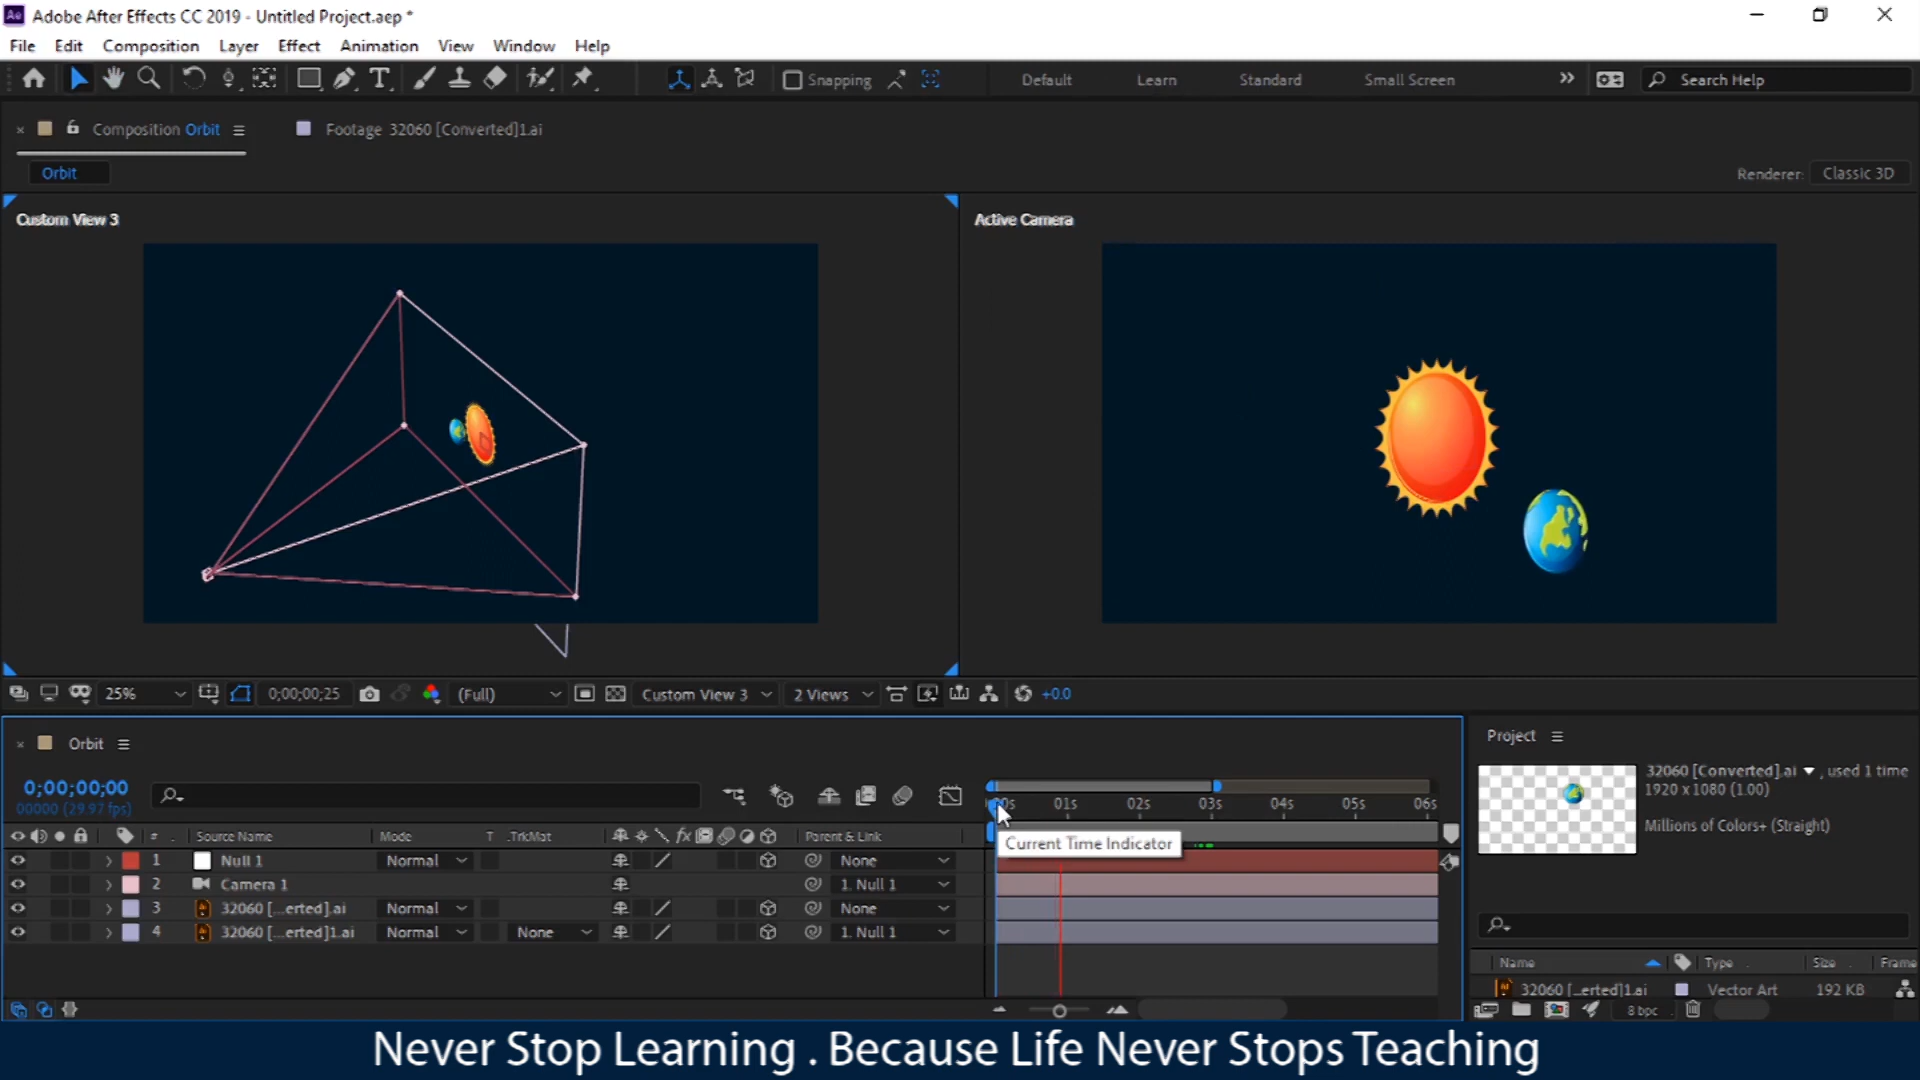 Ae Adobe After Effects CC 2019 - Untitled Project.aep *
File Edit Composition Layer Effect Animation View Window Help
Snapping Default Learn Standard Small Screen Search Help
Composition Orbit Footage 32060 [Converted]1.ai
Orbit Renderer: Classic 3D
Custom View 3 Active Camera
25% 0;00;00;25 (Full) Custom View 3 2 Views +0.0
Orbit
Project
0;00;00;00
00000 (29.97 fps)
32060 [Converted].ai , used 1 time
1920 x 1080 (1.00)
Millions of Colors+ (Straight)
00s 01s 02s 03s 04s 05s 06s
# Source Name Mode T .TrkMat fx Parent & Link
Current Time Indicator
1 Null 1 Normal None
2 Camera 1 1. Null 1
3 32060 [...erted].ai Normal None
4 32060 [...erted]1.ai Normal None 1. Null 1
Name Type Size Frame
32060 [...erted]1.ai Vector Art 192 KB
8 bpc
Never Stop Learning . Because Life Never Stops Teaching